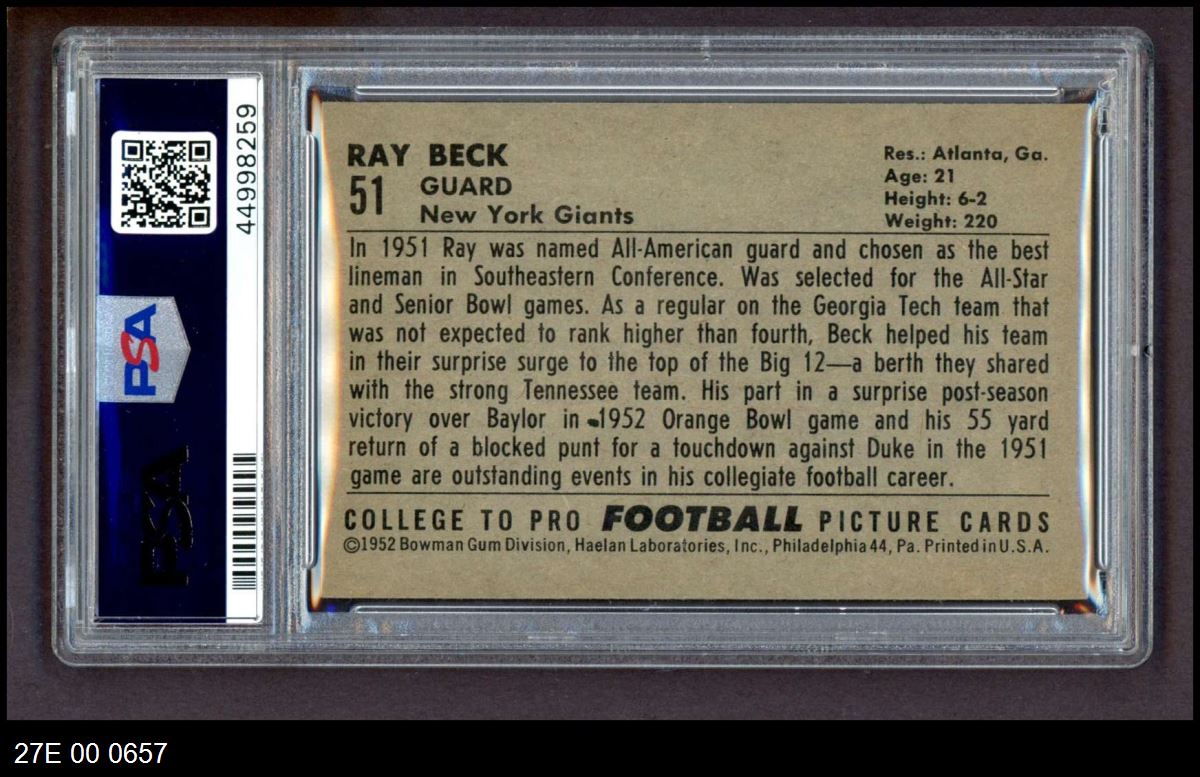 44998259
PSA
PSA
RAY BECK
51 GUARD
New York Giants
Res.: Atlanta, Ga.
Age: 21
Height: 6-2
Weight: 220
In 1951 Ray was named All-American guard and chosen as the best
lineman in Southeastern Conference. Was selected for the All-Star
and Senior Bowl games. As a regular on the Georgia Tech team that
was not expected to rank higher than fourth, Beck helped his team
in their surprise surge to the top of the Big 12—a berth they shared
with the strong Tennessee team. His part in a surprise post-season
victory over Baylor in 1952 Orange Bowl game and his 55 yard
return of a blocked punt for a touchdown against Duke in the 1951
game are outstanding events in his collegiate football career.
COLLEGE TO PRO FOOTBALL PICTURE CARDS
©1952 Bowman Gum Division, Haelan Laboratories, Inc., Philadelphia 44, Pa. Printed in U.S.A.
27E 00 0657